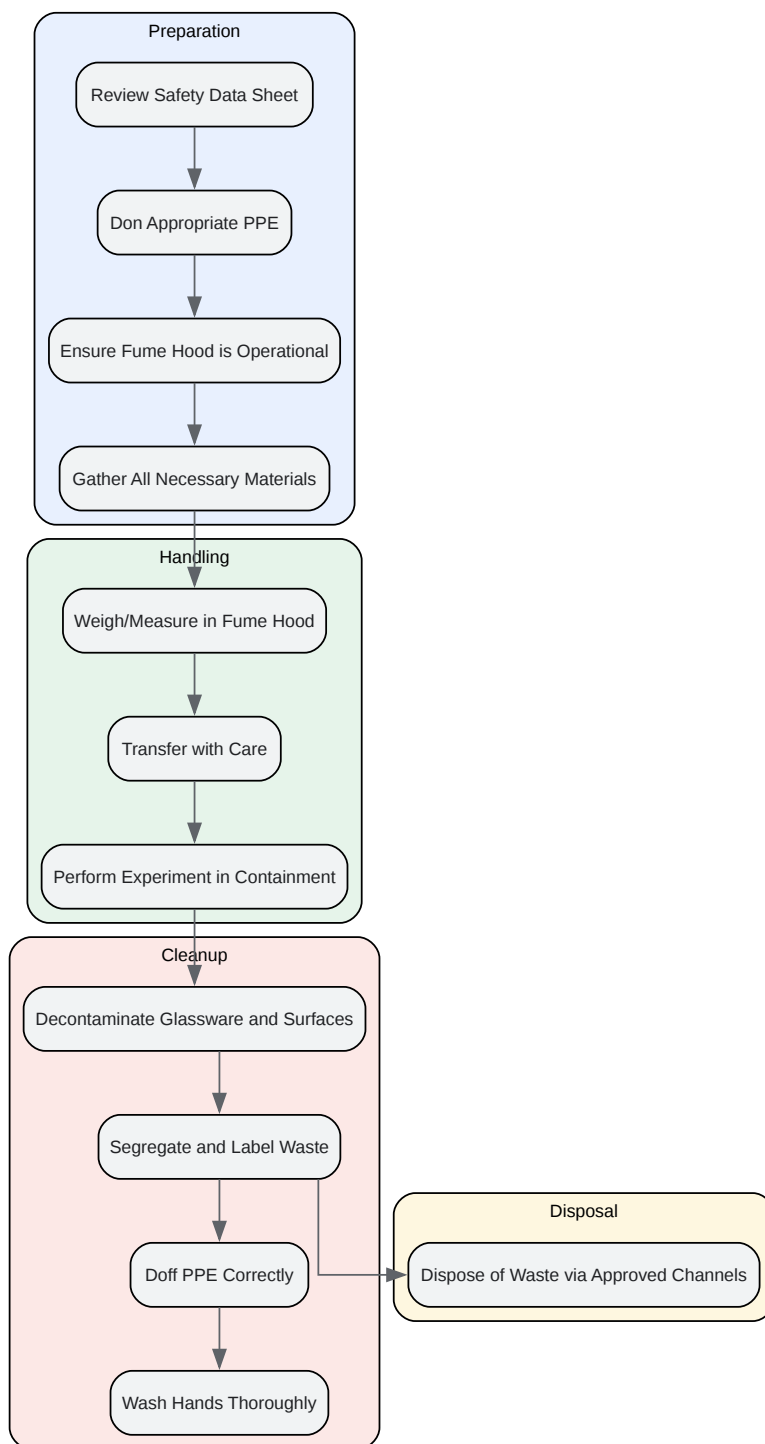 Preparation
Review Safety Data Sheet
Don Appropriate PPE
Ensure Fume Hood is Operational
Gather All Necessary Materials
Handling
Weigh/Measure in Fume Hood
Transfer with Care
Perform Experiment in Containment
Cleanup
Decontaminate Glassware and Surfaces
Segregate and Label Waste
Doff PPE Correctly
Wash Hands Thoroughly
Disposal
Dispose of Waste via Approved Channels